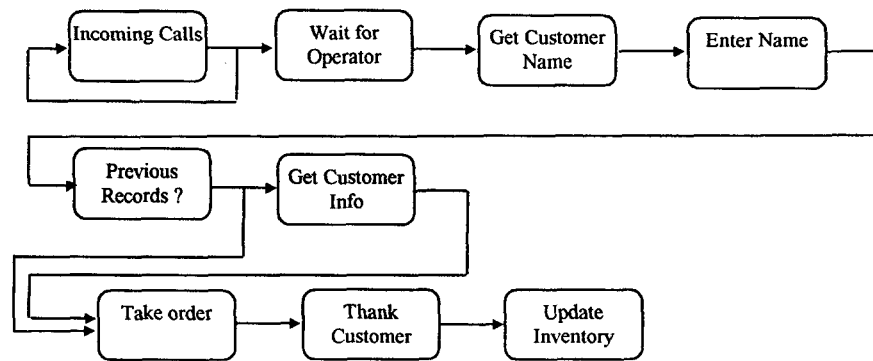 Incoming Calls
Wait for
Operator
Get Customer
Name
Enter Name
Previous
Records ?
Get Customer
Info
Take order
Thank
Customer
Update
Inventory